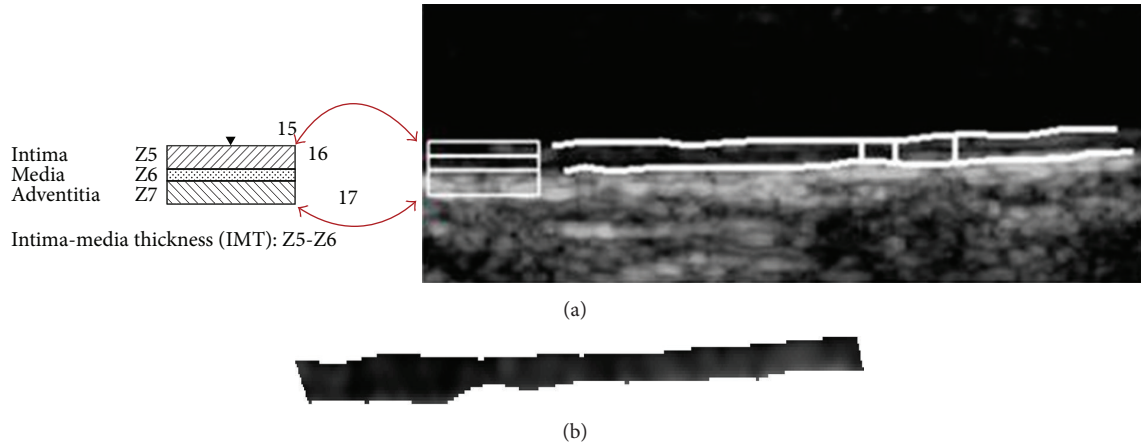 15
16
Intima Z5
Media Z6
Adventitia Z7
17
Intima-media thickness (IMT): Z5-Z6
(a)
(b)